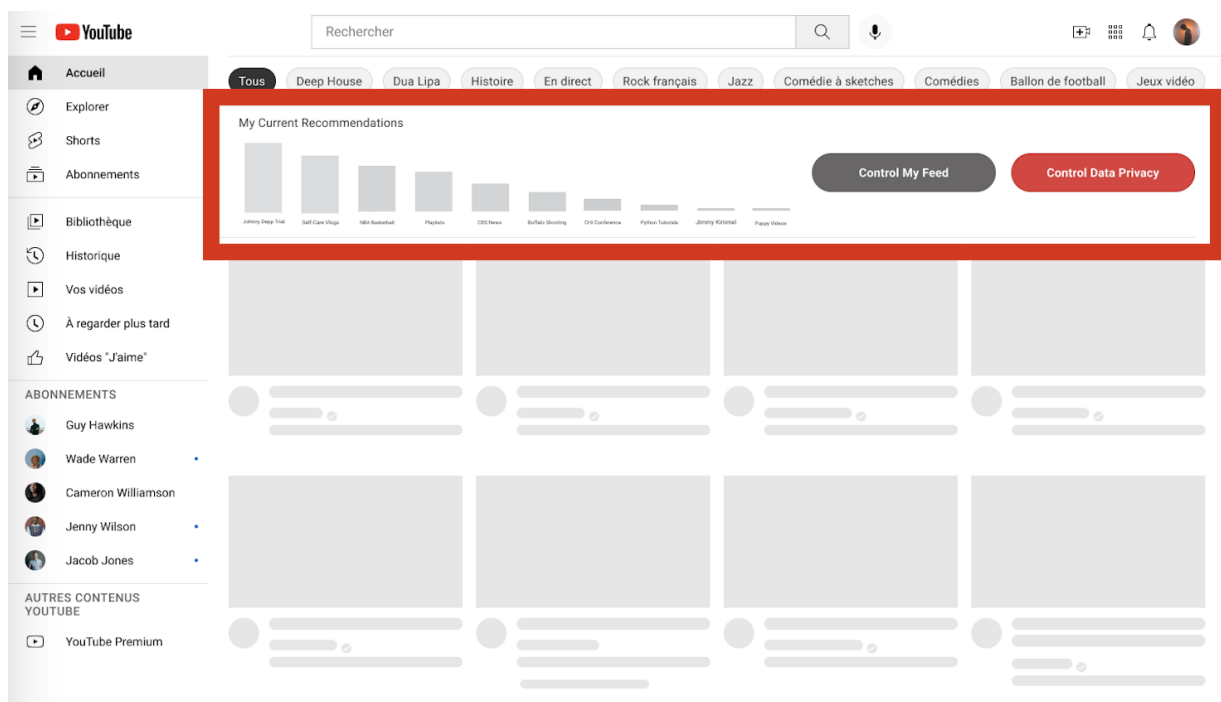 YouTube
Rechercher
Accueil
Explorer
Shorts
Abonnements
Bibliothèque
Historique
Vos vidéos
À regarder plus tard
Vidéos "J'aime"
ABONNEMENTS
Guy Hawkins
Wade Warren
Cameron Williamson
Jenny Wilson
Jacob Jones
AUTRES CONTENUS
YOUTUBE
YouTube Premium
Tous Deep House Dua Lipa Histoire En direct Rock français Jazz Comédie à sketches Comédies Ballon de football Jeux vidéo
My Current Recommendations
Control My Feed Control Data Privacy
Johnny Depp Trial Self-Care Vlogs NBA Basketball Playlists CBS News Buffalo Shooting CHI Conference Python Tutorials Jimmy Kimmel Puppy Videos